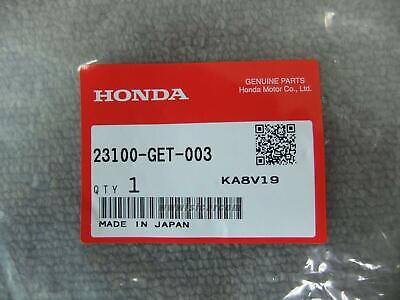 GENUINE PARTS
Honda Motor Co., Ltd.
HONDA
23100-GET-003
QTY 1
KA8V19
MADE IN JAPAN